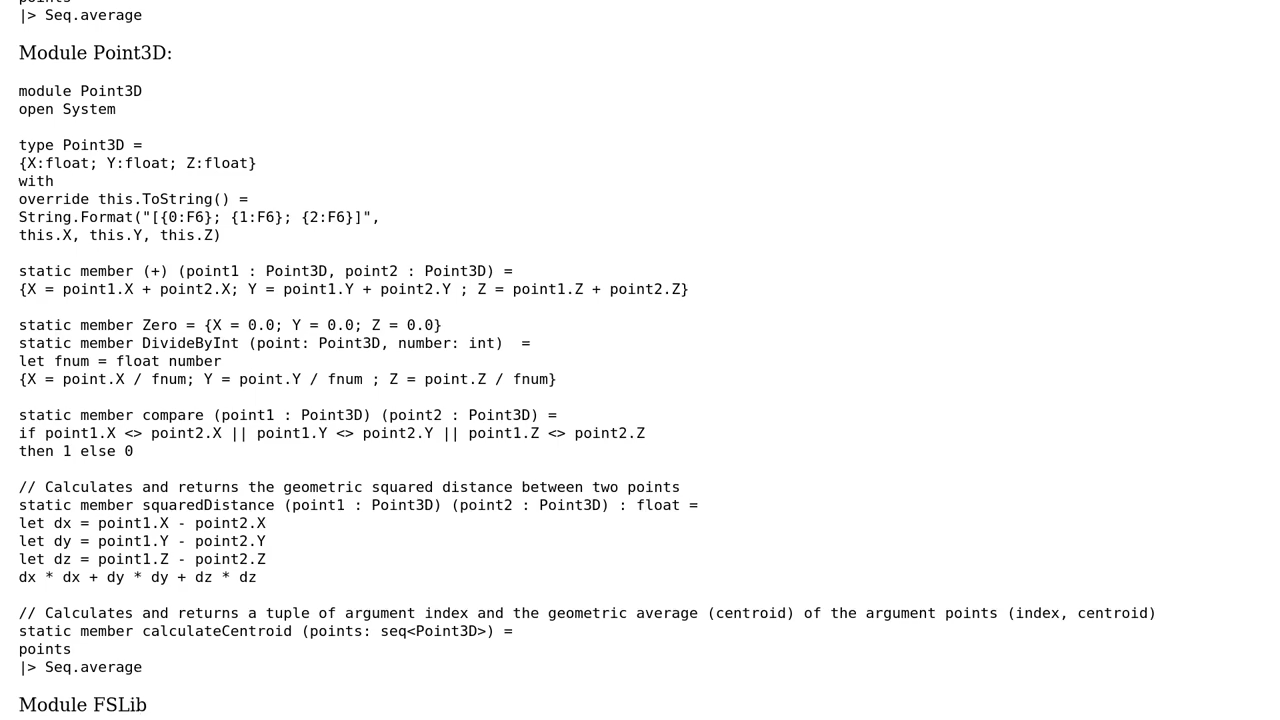 points
|> Seq.average
Module Point3D:
module Point3D
open System
type Point3D =
{X:float; Y:float; Z:float}
with
override this.ToString() =
String.Format("[{0:F6}; {1:F6}; {2:F6}]",
this.X, this.Y, this.Z)
static member (+) (point1 : Point3D, point2 : Point3D) =
{X = point1.X + point2.X; Y = point1.Y + point2.Y ; Z = point1.Z + point2.Z}
static member Zero = {X = 0.0; Y = 0.0; Z = 0.0}
static member DivideByInt (point: Point3D, number: int)  =
let fnum = float number
{X = point.X / fnum; Y = point.Y / fnum ; Z = point.Z / fnum}
static member compare (point1 : Point3D) (point2 : Point3D) =
if point1.X <> point2.X || point1.Y <> point2.Y || point1.Z <> point2.Z
then 1 else 0
// Calculates and returns the geometric squared distance between two points
static member squaredDistance (point1 : Point3D) (point2 : Point3D) : float =
let dx = point1.X - point2.X
let dy = point1.Y - point2.Y
let dz = point1.Z - point2.Z
dx * dx + dy * dy + dz * dz
// Calculates and returns a tuple of argument index and the geometric average (centroid) of the argument points (index, centroid)
static member calculateCentroid (points: seq<Point3D>) =
points
|> Seq.average
Module FSLib